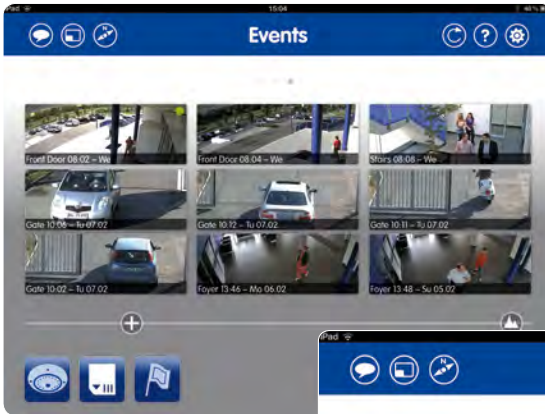 iPad 15:04 48%
N
Events
?
Front Door 08:02 – We
Front Door 08:04 – We
Stairs 08:08 – We
Gate 10:06 – Tu 07.02
Gate 10:12 – Tu 07.02
Gate 10:11 – Tu 07.02
Gate 10:02 – Tu 07.02
Foyer 13:46 – Mo 06.02
Foyer 13:48 – Su 05.02
iPad
N